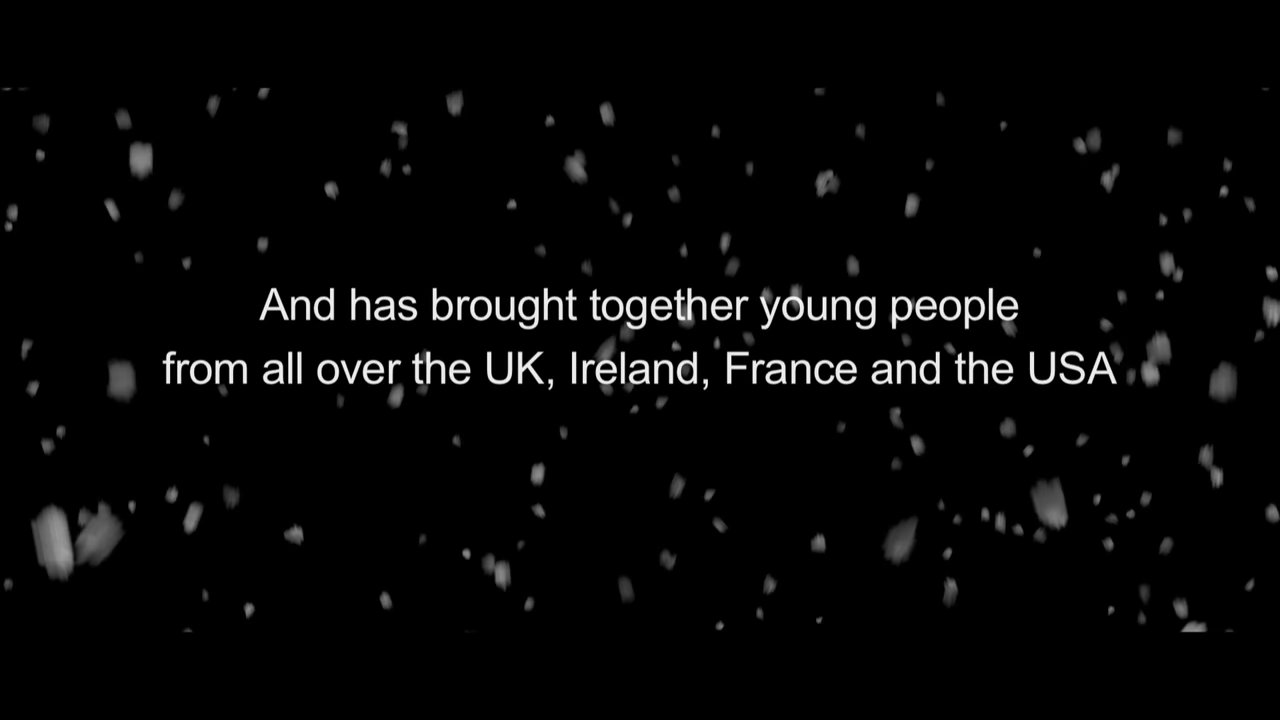 And has brought together young people
from all over the UK, Ireland, France and the USA